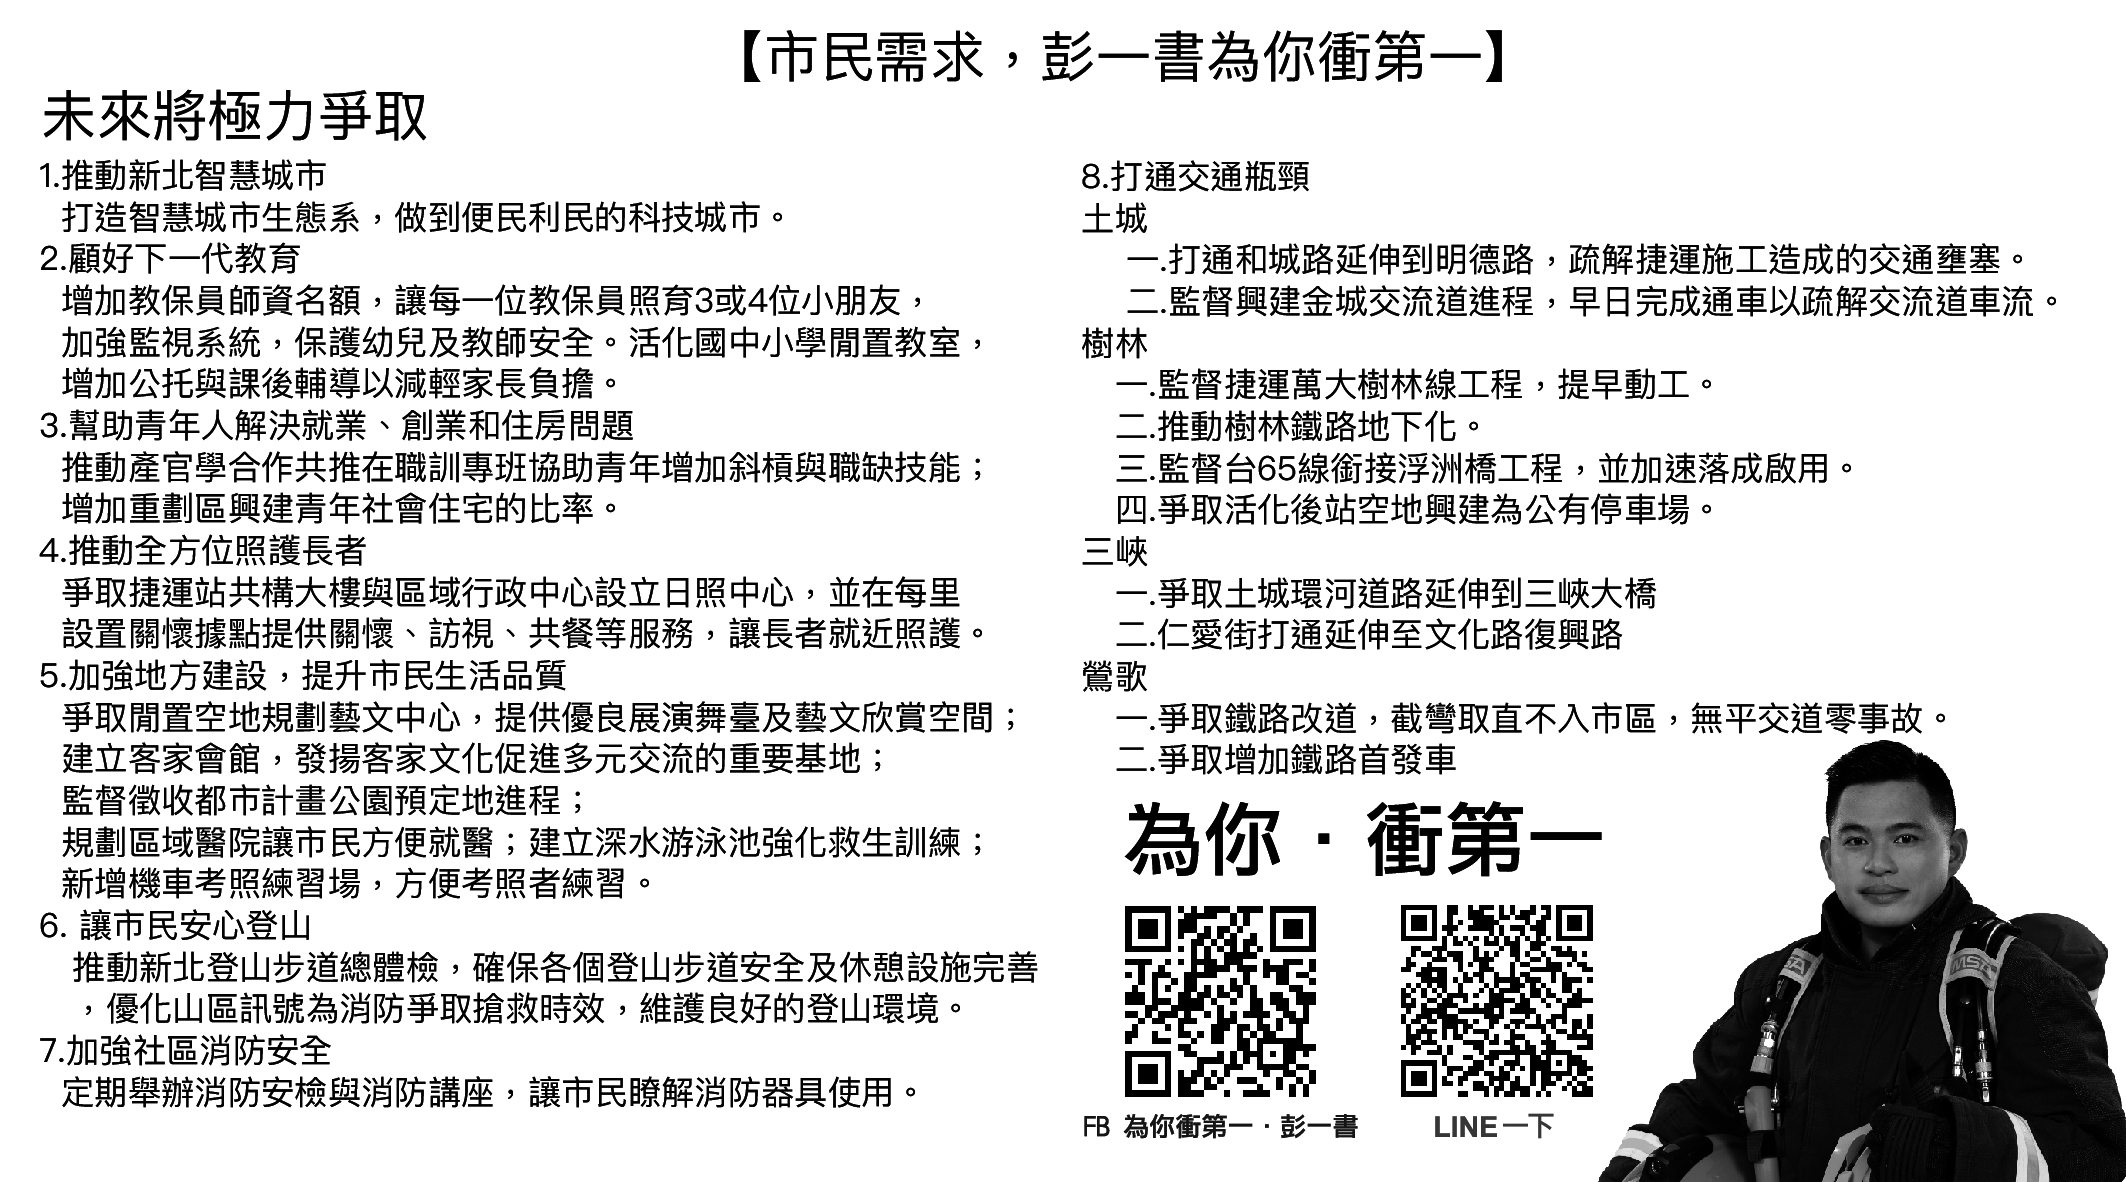 【市民需求，彭一書為你衝第一】
未來將極力爭取
1.推動新北智慧城市
打造智慧城市生態系，做到便民利民的科技城市。
2.顧好下一代教育
增加教保員師資名額，讓每一位教保員照育3或4位小朋友，
加強監視系統，保護幼兒及教師安全。活化國中小學閒置教室，
增加公托與課後輔導以減輕家長負擔。
3.幫助青年人解決就業、創業和住房問題
推動產官學合作共推在職訓專班協助青年增加斜槓與職缺技能；
增加重劃區興建青年社會住宅的比率。
4.推動全方位照護長者
爭取捷運站共構大樓與區域行政中心設立日照中心，並在每里
設置關懷據點提供關懷、訪視、共餐等服務，讓長者就近照護。
5.加強地方建設，提升市民生活品質
爭取閒置空地規劃藝文中心，提供優良展演舞臺及藝文欣賞空間；
建立客家會館，發揚客家文化促進多元交流的重要基地；
監督徵收都市計畫公園預定地進程；
規劃區域醫院讓市民方便就醫；建立深水游泳池強化救生訓練；
新增機車考照練習場，方便考照者練習。
6. 讓市民安心登山
推動新北登山步道總體檢，確保各個登山步道安全及休憩設施完善
，優化山區訊號為消防爭取搶救時效，維護良好的登山環境。
7.加強社區消防安全
定期舉辦消防安檢與消防講座，讓市民瞭解消防器具使用。
8.打通交通瓶頸
土城
一.打通和城路延伸到明德路，疏解捷運施工造成的交通壅塞。
二.監督興建金城交流道進程，早日完成通車以疏解交流道車流。
樹林
一.監督捷運萬大樹林線工程，提早動工。
二.推動樹林鐵路地下化。
三.監督台65線銜接浮洲橋工程，並加速落成啟用。
四.爭取活化後站空地興建為公有停車場。
三峽
一.爭取土城環河道路延伸到三峽大橋
二.仁愛街打通延伸至文化路復興路
鶯歌
一.爭取鐵路改道，截彎取直不入市區，無平交道零事故。
二.爭取增加鐵路首發車
為你．衝第一
MSA
MSA
FB 為你衝第一．彭一書
LINE一下